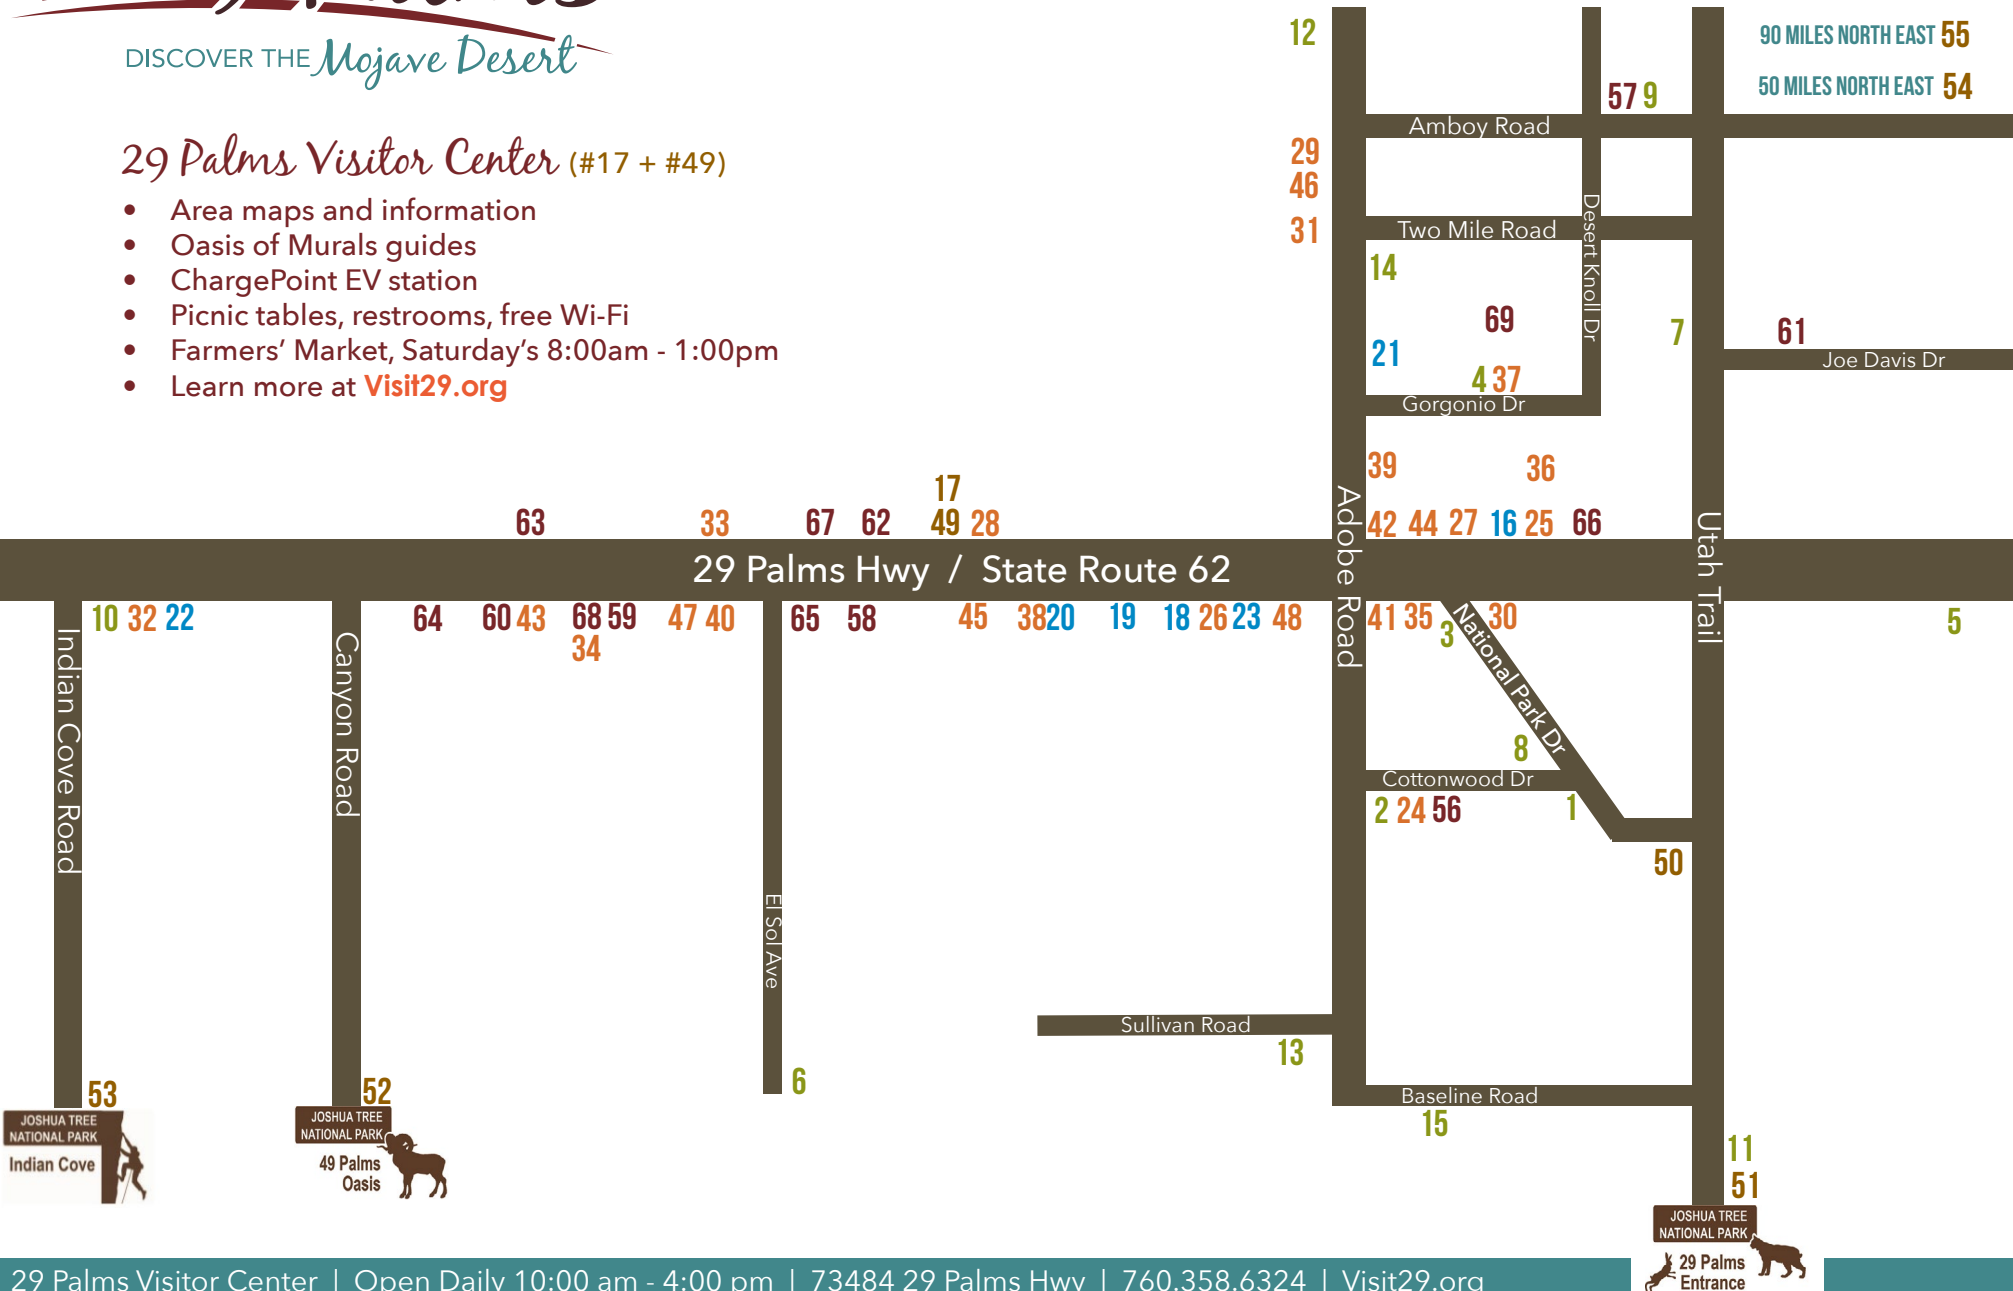 DISCOVER THE Mojave Desert
29 Palms Visitor Center (#17 + #49)
• Area maps and information
• Oasis of Murals guides
• ChargePoint EV station
• Picnic tables, restrooms, free Wi-Fi
• Farmers' Market, Saturday's 8:00am - 1:00pm
• Learn more at Visit29.org
12
90 MILES NORTH EAST 55
50 MILES NORTH EAST 54
57 9
Amboy Road
29
46
31
Two Mile Road
Desert Knoll Dr
14
69
7
61
21
Joe Davis Dr
4 37
Gorgonio Dr
39
36
17
63
33
67 62
49 28
42 44 27 16 25 66
Adobe Road
Utah Trail
29 Palms Hwy / State Route 62
10 32 22
64
60 43
68 59
34
47 40
65 58
45
38 20
19
18 26 23 48
41 35
3
30
5
Indian Cove Road
Canyon Road
National Park Dr
8
Cottonwood Dr
2 24 56
1
50
El Sol Ave
Sullivan Road
13
6
Baseline Road
15
53
JOSHUA TREE
NATIONAL PARK
Indian Cove
52
JOSHUA TREE
NATIONAL PARK
49 Palms
Oasis
11
51
JOSHUA TREE
NATIONAL PARK
29 Palms
Entrance
29 Palms Visitor Center | Open Daily 10:00 am - 4:00 pm | 73484 29 Palms Hwy | 760.358.6324 | Visit29.org